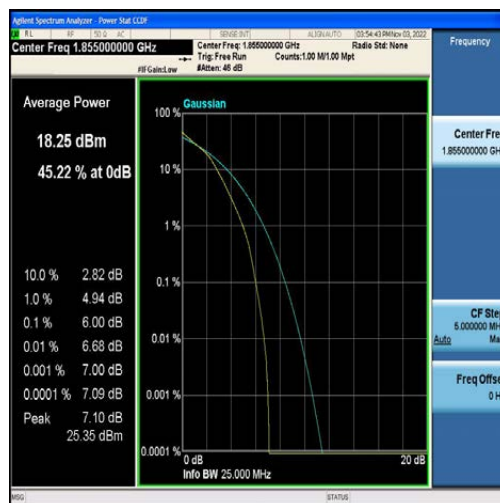 Agilent Spectrum Analyzer - Power Stat CCDF
RL RF 50 Ω AC SENSE:INT ALIGN AUTO 03:54:43 PM Nov 03, 2022
Center Freq 1.855000000 GHz
Center Freq: 1.855000000 GHz
Radio Std: None
Trig: Free Run
Counts:1.00 M/1.00 Mpt
#IFGain:Low
#Atten: 46 dB
Frequency
Average Power
18.25 dBm
45.22 % at 0dB
10.0 % 2.82 dB
1.0 % 4.94 dB
0.1 % 6.00 dB
0.01 % 6.68 dB
0.001 % 7.00 dB
0.0001 % 7.09 dB
Peak 7.10 dB
25.35 dBm
Gaussian
100 %
10 %
1 %
0.1 %
0.01 %
0.001 %
0.0001 %
0 dB
20 dB
Info BW 25.000 MHz
Center Fre
1.855000000 GH
CF Ste
5.000000 MH
Auto Ma
Freq Offse
0 H
MSG
STATUS